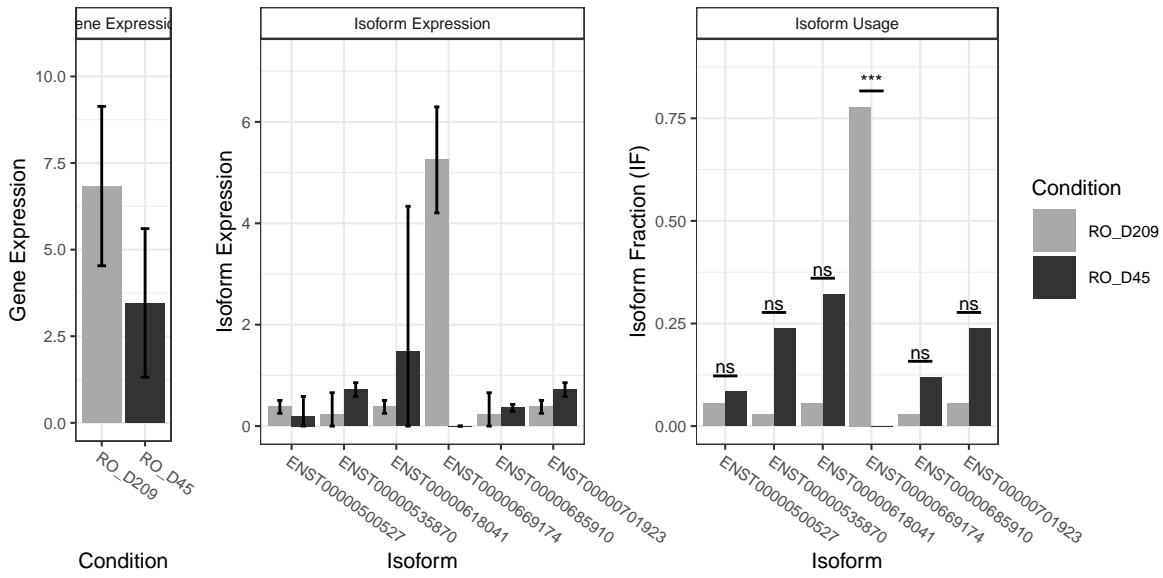 ene Expressio
Gene Expression
10.0
7.5
5.0
2.5
0.0
RO_D209
RO_D45
Condition
Isoform Expression
Isoform Expression
6
4
2
0
ENST00000500527
ENST00000535870
ENST00000618041
ENST00000669174
ENST00000685910
ENST00000701923
Isoform
Isoform Usage
Isoform Fraction (IF)
0.75
0.50
0.25
0.00
ns
ns
ns
***
ns
ns
ENST00000500527
ENST00000535870
ENST00000618041
ENST00000669174
ENST00000685910
ENST00000701923
Isoform
Condition
RO_D209
RO_D45